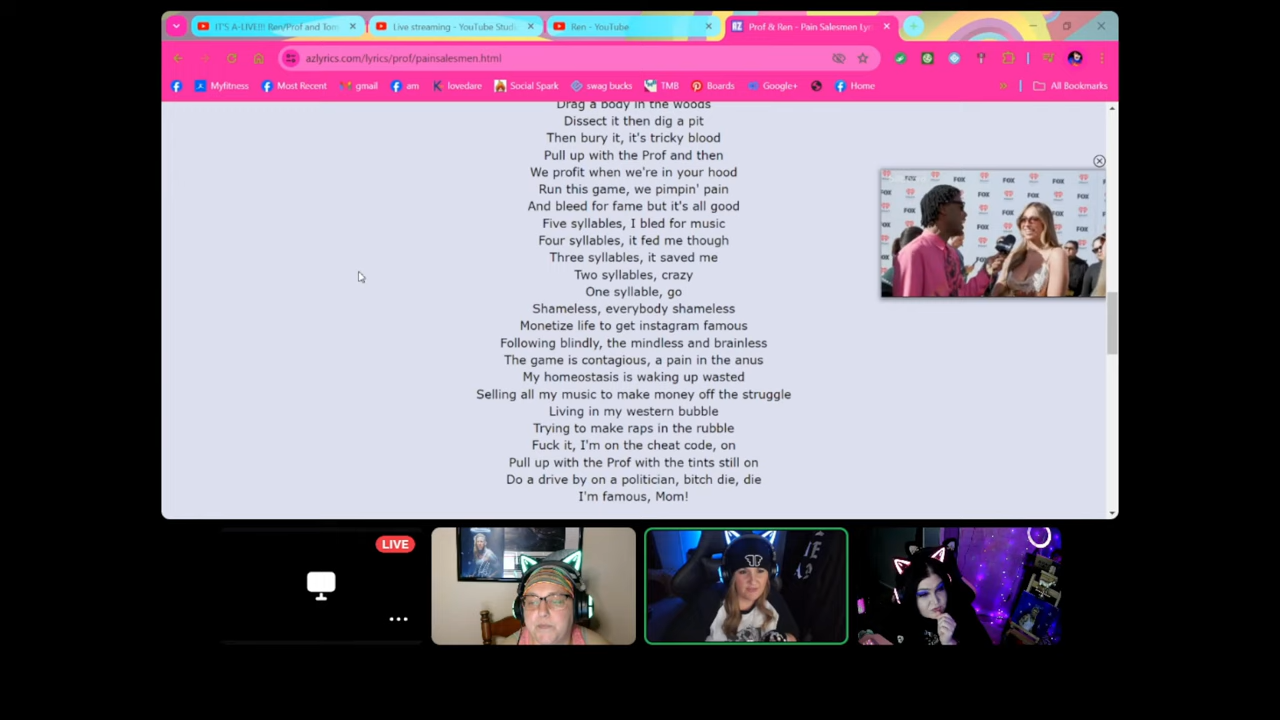 IT'S A-LIVE!!! Ren/Prof and Tom
Live streaming - YouTube Studi
Ren - YouTube
AZ Prof & Ren - Pain Salesmen Lyr
azlyrics.com/lyrics/prof/painsalesmen.html
Myfitness Most Recent gmail am lovedare Social Spark swag bucks TMB Boards Google+ Home » All Bookmarks
Drag a body in the woods
Dissect it then dig a pit
Then bury it, it's tricky blood
Pull up with the Prof and then
We profit when we're in your hood
Run this game, we pimpin' pain
And bleed for fame but it's all good
Five syllables, I bled for music
Four syllables, it fed me though
Three syllables, it saved me
Two syllables, crazy
One syllable, go
Shameless, everybody shameless
Monetize life to get instagram famous
Following blindly, the mindless and brainless
The game is contagious, a pain in the anus
My homeostasis is waking up wasted
Selling all my music to make money off the struggle
Living in my western bubble
Trying to make raps in the rubble
Fuck it, I'm on the cheat code, on
Pull up with the Prof with the tints still on
Do a drive by on a politician, bitch die, die
I'm famous, Mom!
FOX
LIVE